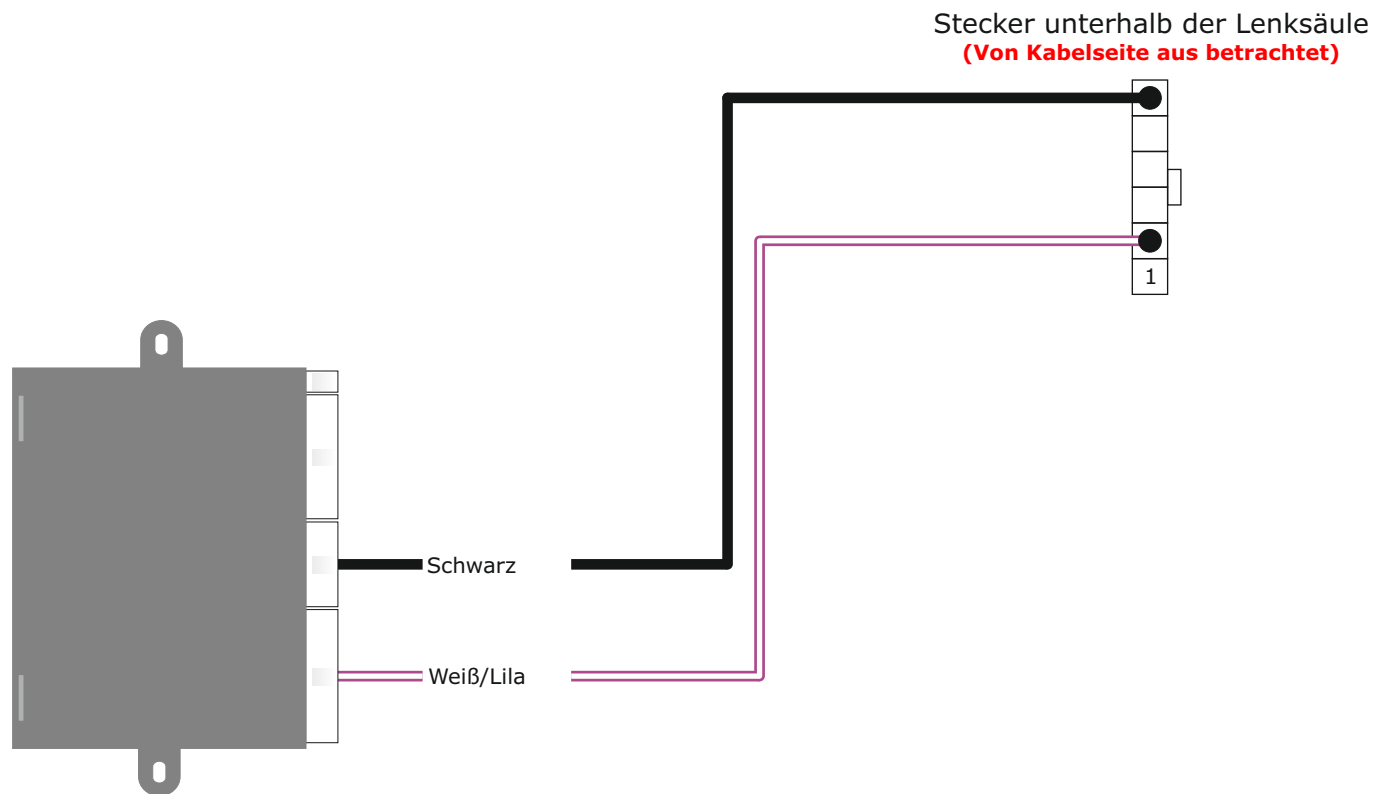 Stecker unterhalb der Lenksäule
(Von Kabelseite aus betrachtet)
1
Schwarz
Weiß/Lila